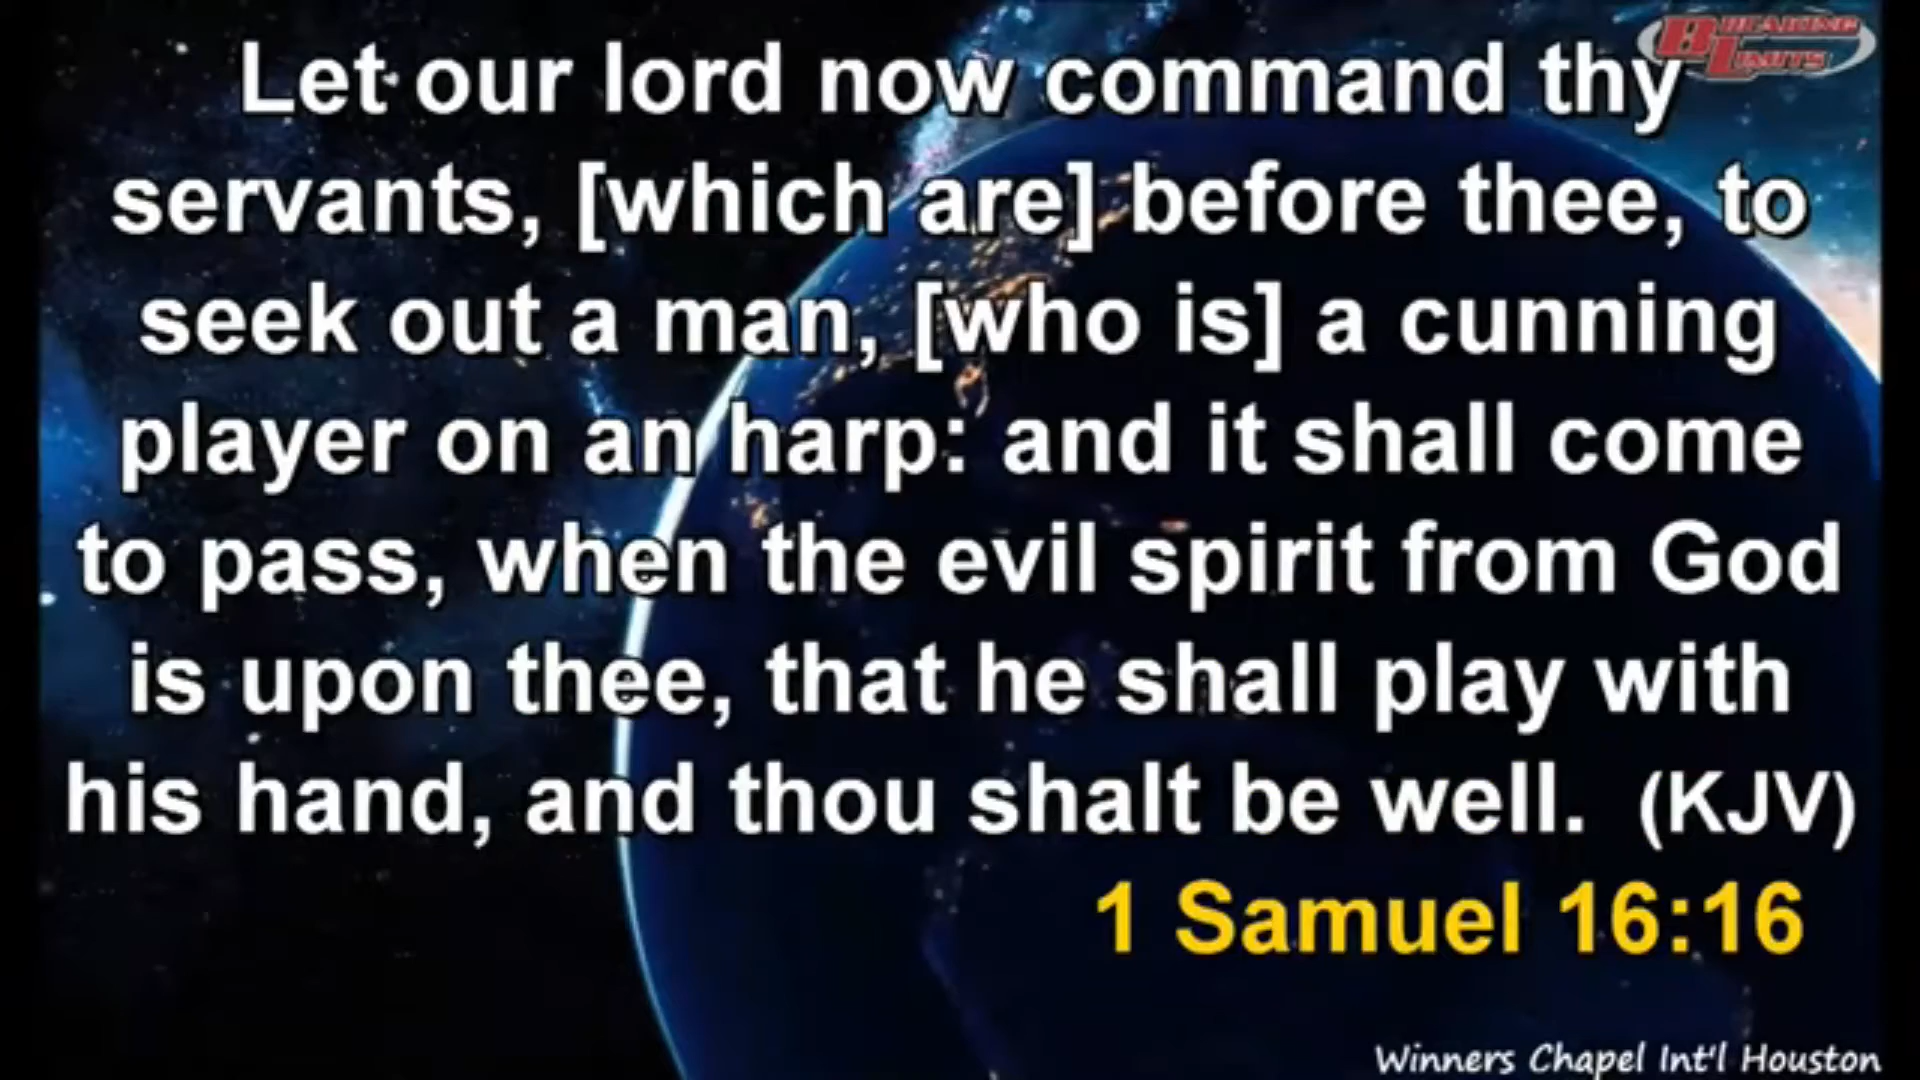 BREAKING
LIMITS
Let our lord now command thy
servants, [which are] before thee, to
seek out a man, [who is] a cunning
player on an harp: and it shall come
to pass, when the evil spirit from God
is upon thee, that he shall play with
his hand, and thou shalt be well. (KJV)
1 Samuel 16:16
Winners Chapel Int'l Houston